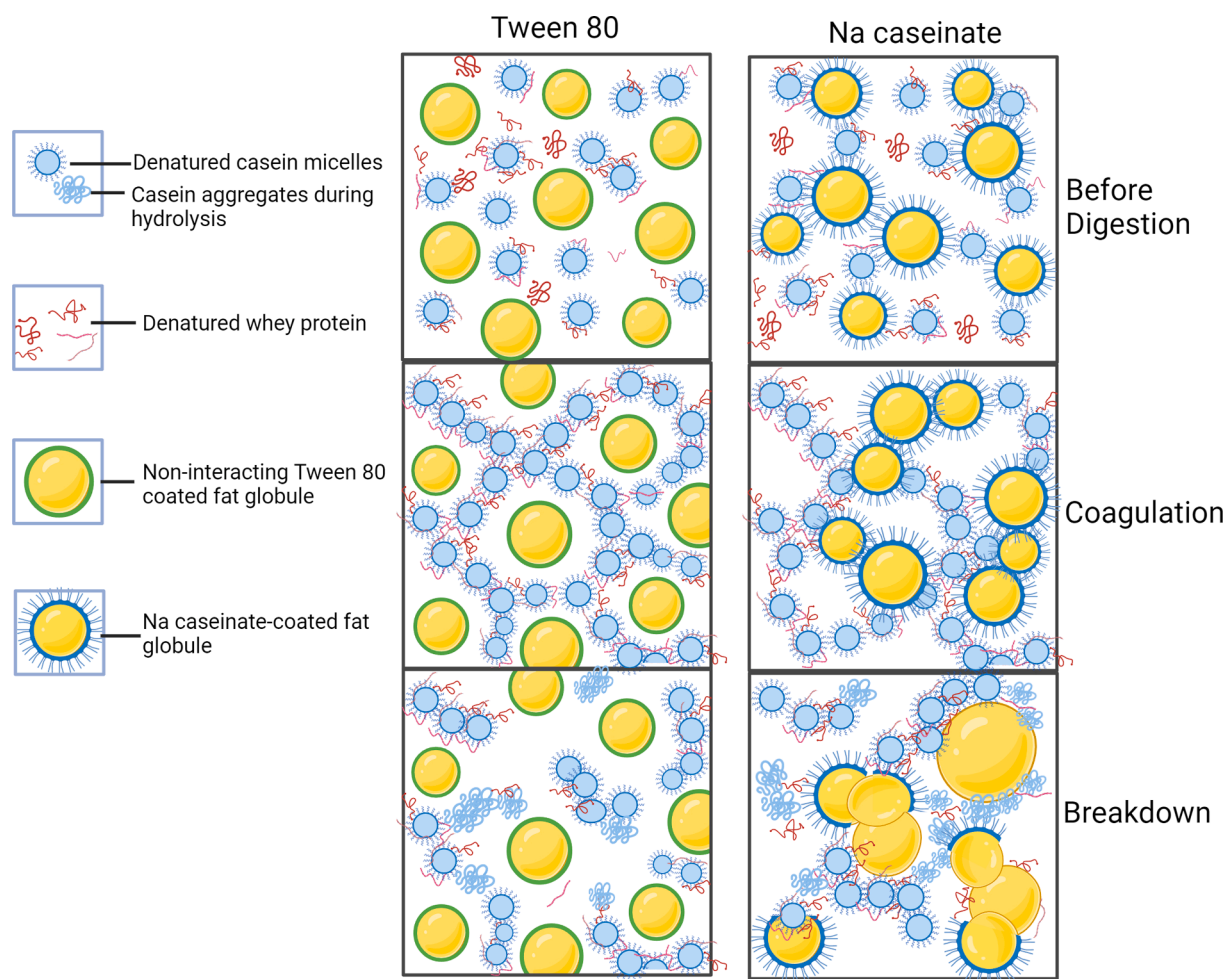 Tween 80
Na caseinate
Denatured casein micelles
Casein aggregates during
hydrolysis
Before
Digestion
Denatured whey protein
Non-interacting Tween 80
coated fat globule
Coagulation
Na caseinate-coated fat
globule
Breakdown